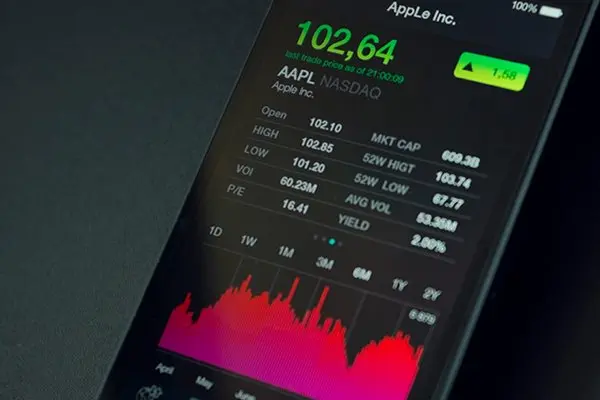 AppLe Inc.
100%
102,64
last trade price as of 21:00:09
▲ 1,58
AAPL NASDAQ
Apple Inc.
Open 102.10 MKT CAP 609.3B
HIGH 102.85 52W HIGT 103.74
LOW 101.20 52W LOW 67.77
VOI 60.23M AVG VOL 53.35M
P/E 16.41 YIELD 2.00%
1D 1W 1M 3M 6M 1Y 2Y
April May June